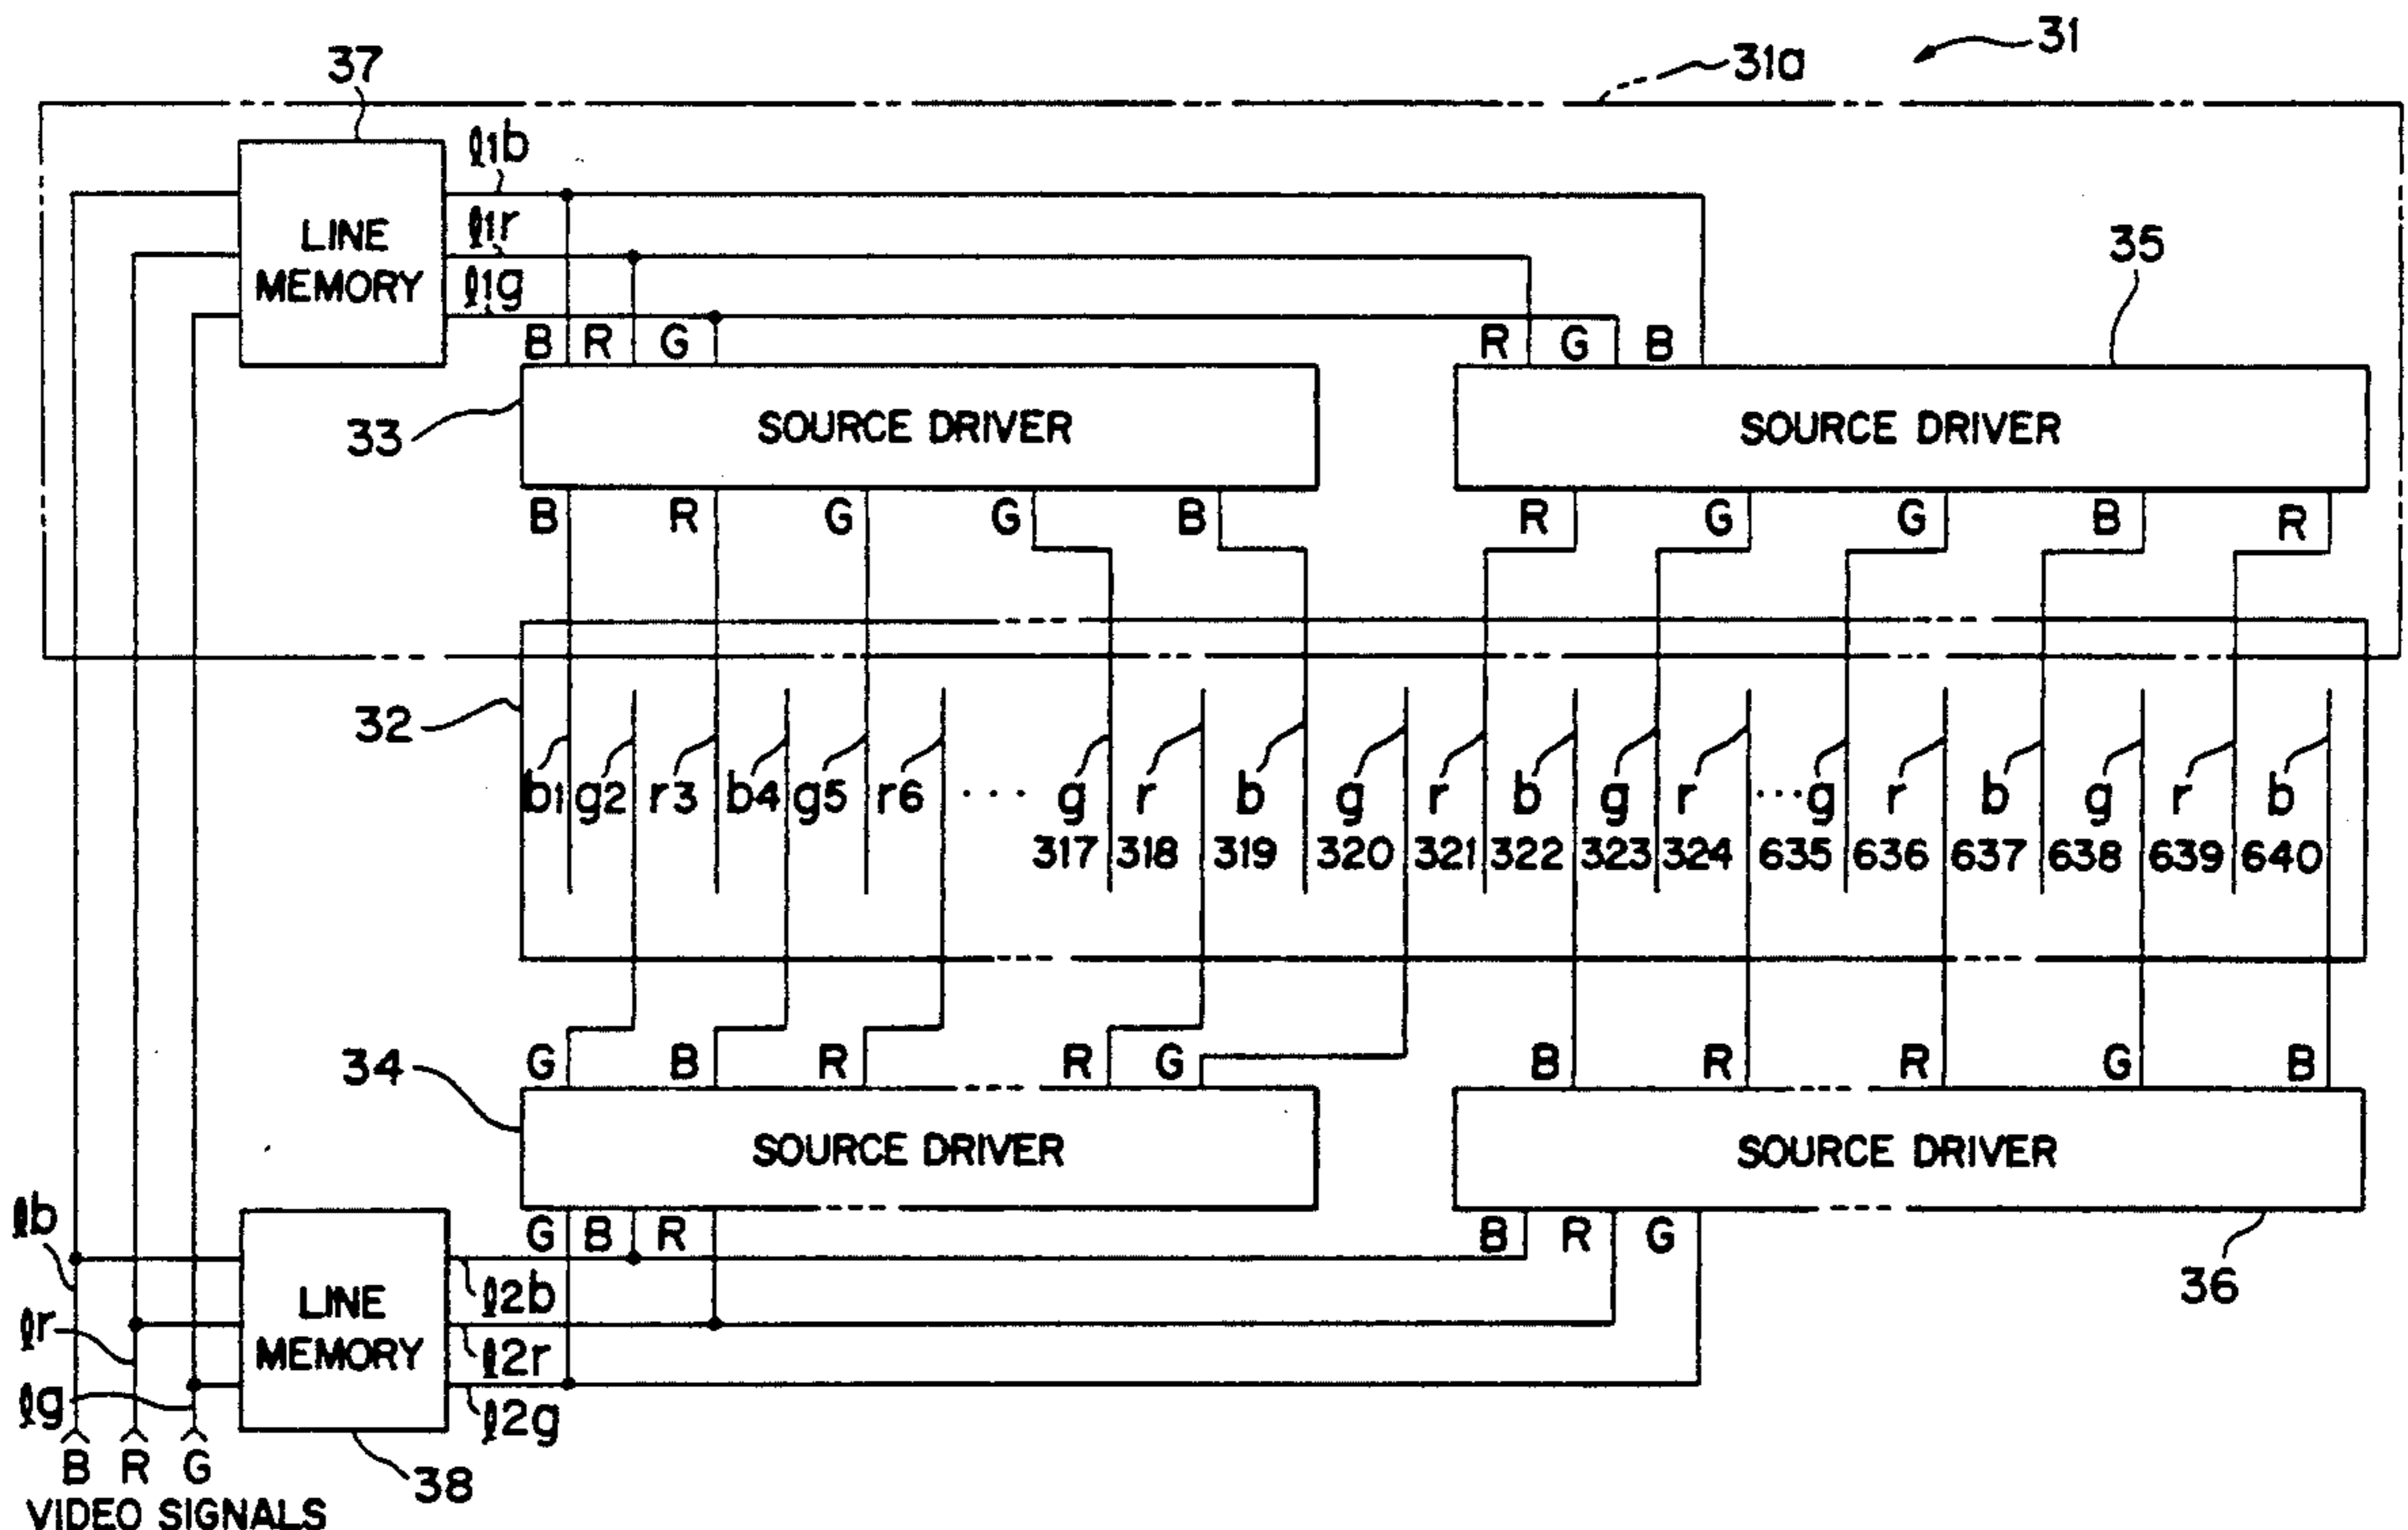 31
31a
37
ℓ1b
ℓ1r
ℓ1g
LINE
MEMORY
35
B R G
R G B
33
SOURCE DRIVER
SOURCE DRIVER
B R G G B
R G G B R
32
b1 g2 r3 b4 g5 r6 ... g r b g r b g r ... g r b g r b
317 318 319 320 321 322 323 324 635 636 637 638 639 640
34
G B R R G
B R R G B
SOURCE DRIVER
SOURCE DRIVER
G B R
B R G
36
ℓb
ℓr
ℓg
LINE
MEMORY
ℓ2b
ℓ2r
ℓ2g
38
B R G
VIDEO SIGNALS